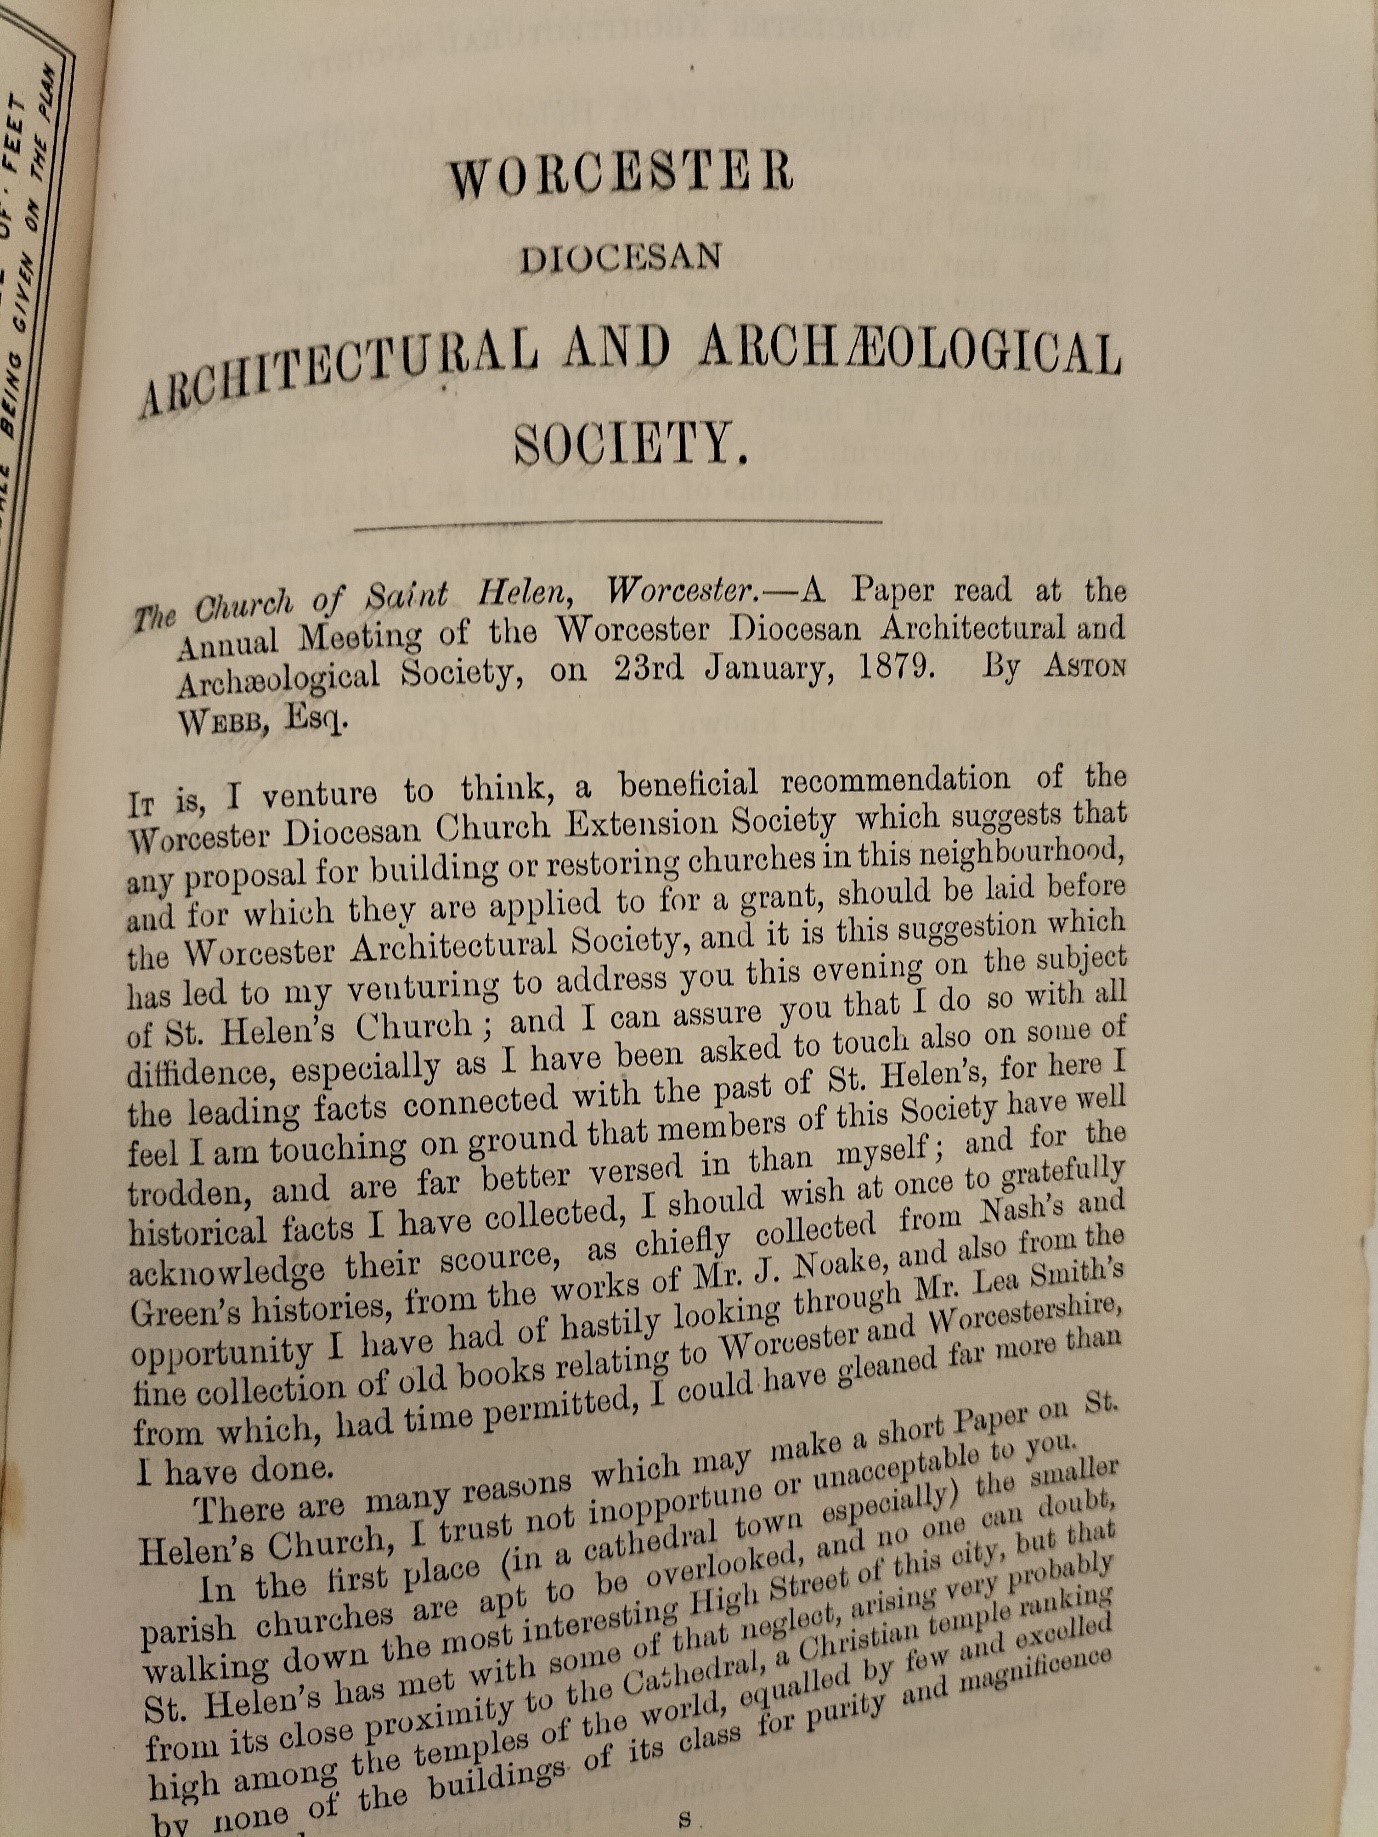 OF FEET
BEING GIVEN ON THE PLAN
WORCESTER
DIOCESAN
ARCHITECTURAL AND ARCHÆOLOGICAL
SOCIETY.
The Church of Saint Helen, Worcester.—A Paper read at the
Annual Meeting of the Worcester Diocesan Architectural and
Archæological Society, on 23rd January, 1879. By ASTON
WEBB, Esq.
IT is, I venture to think, a beneficial recommendation of the
Worcester Diocesan Church Extension Society which suggests that
any proposal for building or restoring churches in this neighbourhood,
and for which they are applied to for a grant, should be laid before
the Worcester Architectural Society, and it is this suggestion which
has led to my venturing to address you this evening on the subject
of St. Helen's Church; and I can assure you that I do so with all
diffidence, especially as I have been asked to touch also on some of
the leading facts connected with the past of St. Helen's, for here I
feel I am touching on ground that members of this Society have well
trodden, and are far better versed in than myself; and for the
historical facts I have collected, I should wish at once to gratefully
acknowledge their scource, as chiefly collected from Nash's and
Green's histories, from the works of Mr. J. Noake, and also from the
opportunity I have had of hastily looking through Mr. Lea Smith's
fine collection of old books relating to Worcester and Worcestershire,
from which, had time permitted, I could have gleaned far more than
I have done.
There are many reasons which may make a short Paper on St.
Helen's Church, I trust not inopportune or unacceptable to you.
In the first place (in a cathedral town especially) the smaller
parish churches are apt to be overlooked, and no one can doubt,
walking down the most interesting High Street of this city, but that
St. Helen's has met with some of that neglect, arising very probably
from its close proximity to the Cathedral, a Christian temple ranking
high among the temples of the world, equalled by few and excelled
by none of the buildings of its class for purity and magnificence
S